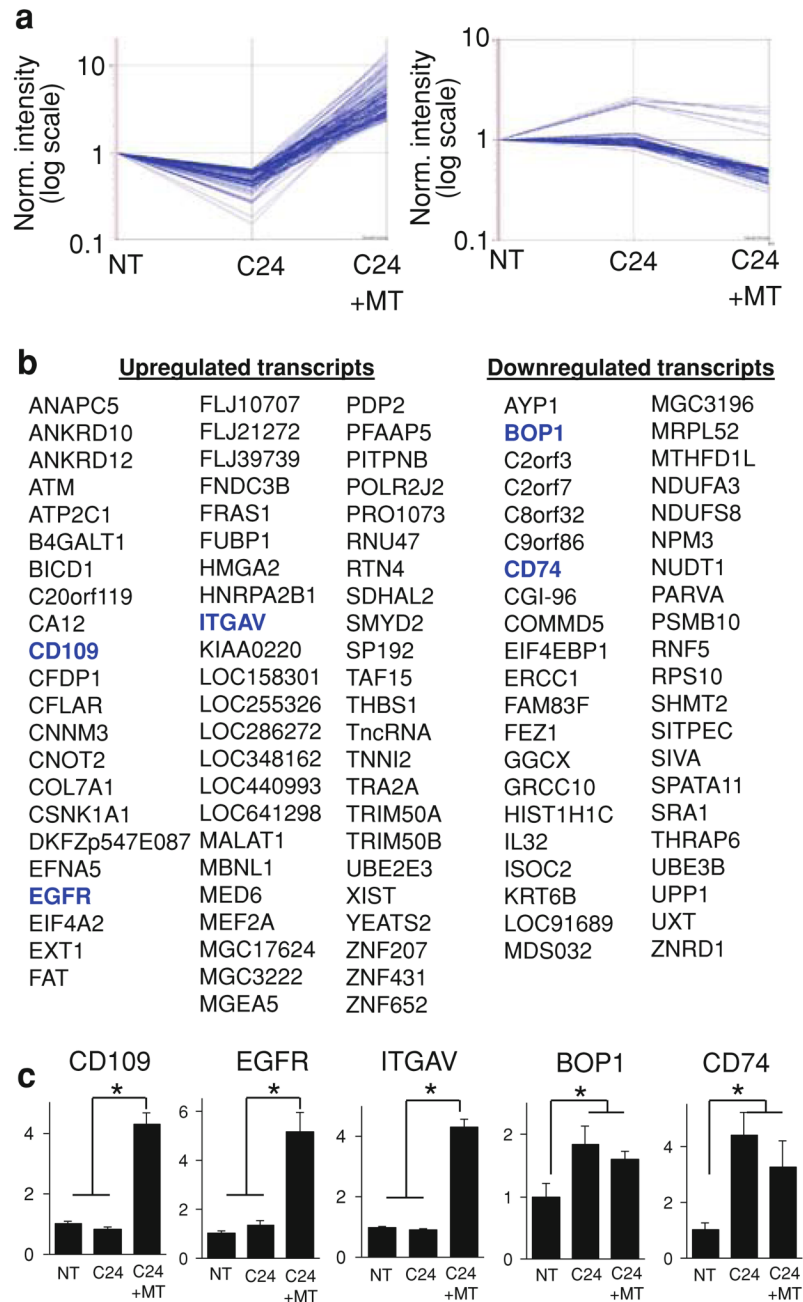 a
Norm. intensity
(log scale)
10
1
0.1
NT
C24
C24
+MT
Norm. intensity
(log scale)
10
1
0.1
NT
C24
C24
+MT
b
Upregulated transcripts
ANAPC5
ANKRD10
ANKRD12
ATM
ATP2C1
B4GALT1
BICD1
C20orf119
CA12
CD109
CFDP1
CFLAR
CNNM3
CNOT2
COL7A1
CSNK1A1
DKFZp547E087
EFNA5
EGFR
EIF4A2
EXT1
FAT
FLJ10707
FLJ21272
FLJ39739
FNDC3B
FRAS1
FUBP1
HMGA2
HNRPA2B1
ITGAV
KIAA0220
LOC158301
LOC255326
LOC286272
LOC348162
LOC440993
LOC641298
MALAT1
MBNL1
MED6
MEF2A
MGC17624
MGC3222
MGEA5
PDP2
PFAAP5
PITPNB
POLR2J2
PRO1073
RNU47
RTN4
SDHAL2
SMYD2
SP192
TAF15
THBS1
TncRNA
TNNI2
TRA2A
TRIM50A
TRIM50B
UBE2E3
XIST
YEATS2
ZNF207
ZNF431
ZNF652
Downregulated transcripts
AYP1
BOP1
C2orf3
C2orf7
C8orf32
C9orf86
CD74
CGI-96
COMMD5
EIF4EBP1
ERCC1
FAM83F
FEZ1
GGCX
GRCC10
HIST1H1C
IL32
ISOC2
KRT6B
LOC91689
MDS032
MGC3196
MRPL52
MTHFD1L
NDUFA3
NDUFS8
NPM3
NUDT1
PARVA
PSMB10
RNF5
RPS10
SHMT2
SITPEC
SIVA
SPATA11
SRA1
THRAP6
UBE3B
UPP1
UXT
ZNRD1
c
CD109
*
4
2
0
NT
C24
C24
+MT
EGFR
*
6
4
2
0
NT
C24
C24
+MT
ITGAV
*
4
2
0
NT
C24
C24
+MT
BOP1
*
2
1
0
NT
C24
C24
+MT
CD74
*
4
2
0
NT
C24
C24
+MT